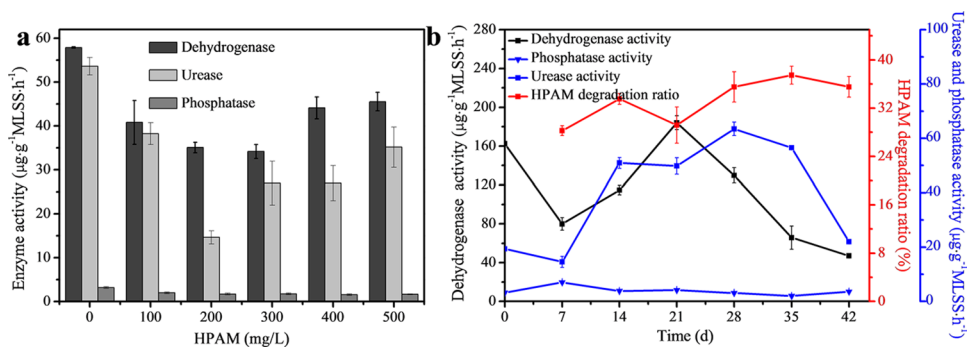 a
Enzyme activity (μg·g⁻¹MLSS·h⁻¹)
60
50
40
30
20
10
0
Dehydrogenase
Urease
Phosphatase
0 100 200 300 400 500
HPAM (mg/L)
b
Dehydrogenase activity (μg·g⁻¹MLSS·h⁻¹)
280
240
200
160
120
80
40
0
Dehydrogenase activity
Phosphatase activity
Urease activity
HPAM degradation ratio
0 7 14 21 28 35 42
Time (d)
40
32
24
16
8
0
HPAM degradation ratio (%)
100
80
60
40
20
0
Urease and phosphatase activity (μg·g⁻¹MLSS·h⁻¹)